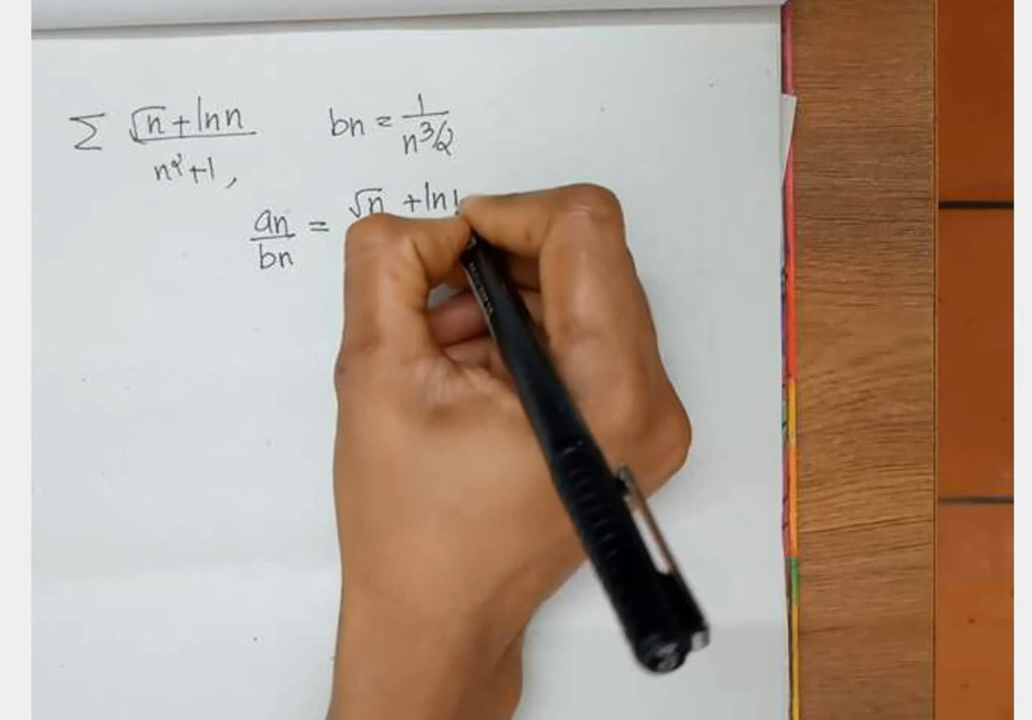 ∑ (√n + ln n)/(n² + 1), bn = 1/n^3/2
an/bn = √n + ln